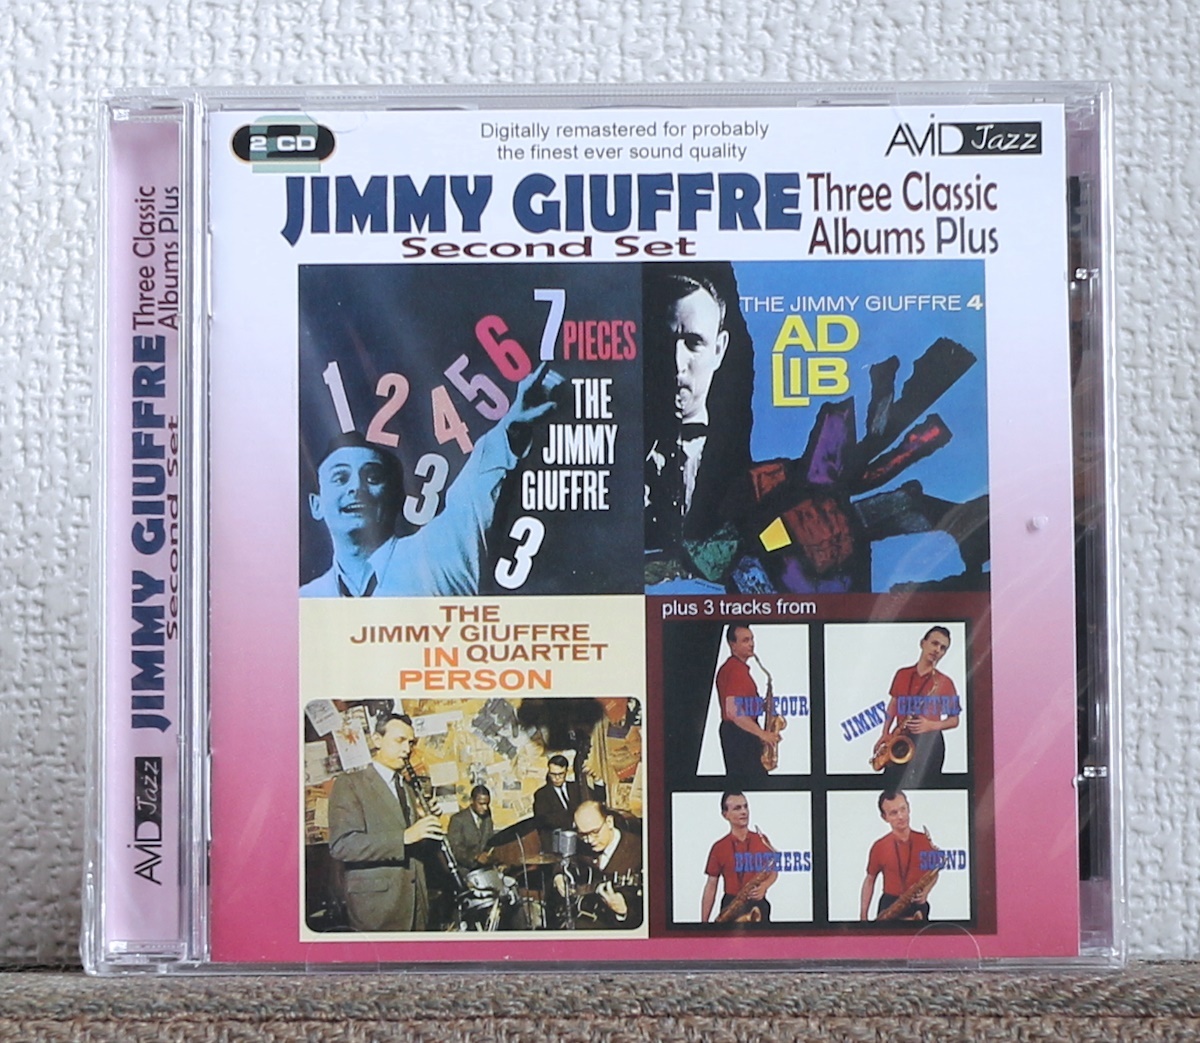 2 CD
Digitally remastered for probably
the finest ever sound quality
AVID Jazz
JIMMY GIUFFRE
Second Set
Three Classic
Albums Plus
1 2 3 4 5 6 7 PIECES
THE
JIMMY
GIUFFRE
3
THE JIMMY GIUFFRE 4
AD
LIB
THE
JIMMY GIUFFRE
QUARTET
IN
PERSON
plus 3 tracks from
THE FOUR
JIMMY GIUFFRE
BROTHERS
SOUND
JIMMY GIUFFRE
Second Set
Three Classic
Albums Plus
AVID Jazz